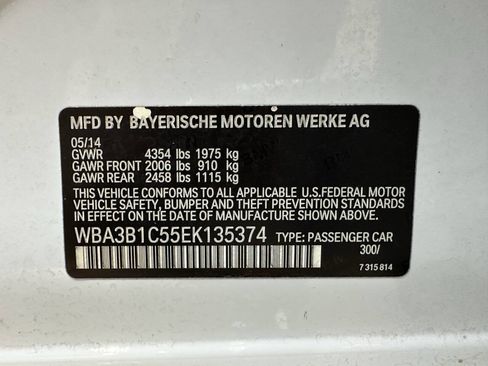 MFD BY BAYERISCHE MOTOREN WERKE AG
05/14
GVWR 4354 lbs 1975 kg
GAWR FRONT 2006 lbs 910 kg
GAWR REAR 2458 lbs 1115 kg
THIS VEHICLE CONFORMS TO ALL APPLICABLE U.S.FEDERAL MOTOR
VEHICLE SAFETY, BUMPER AND THEFT PREVENTION STANDARDS
IN EFFECT ON THE DATE OF MANUFACTURE SHOWN ABOVE.
WBA3B1C55EK135374 TYPE: PASSENGER CAR
300/
7 315 814